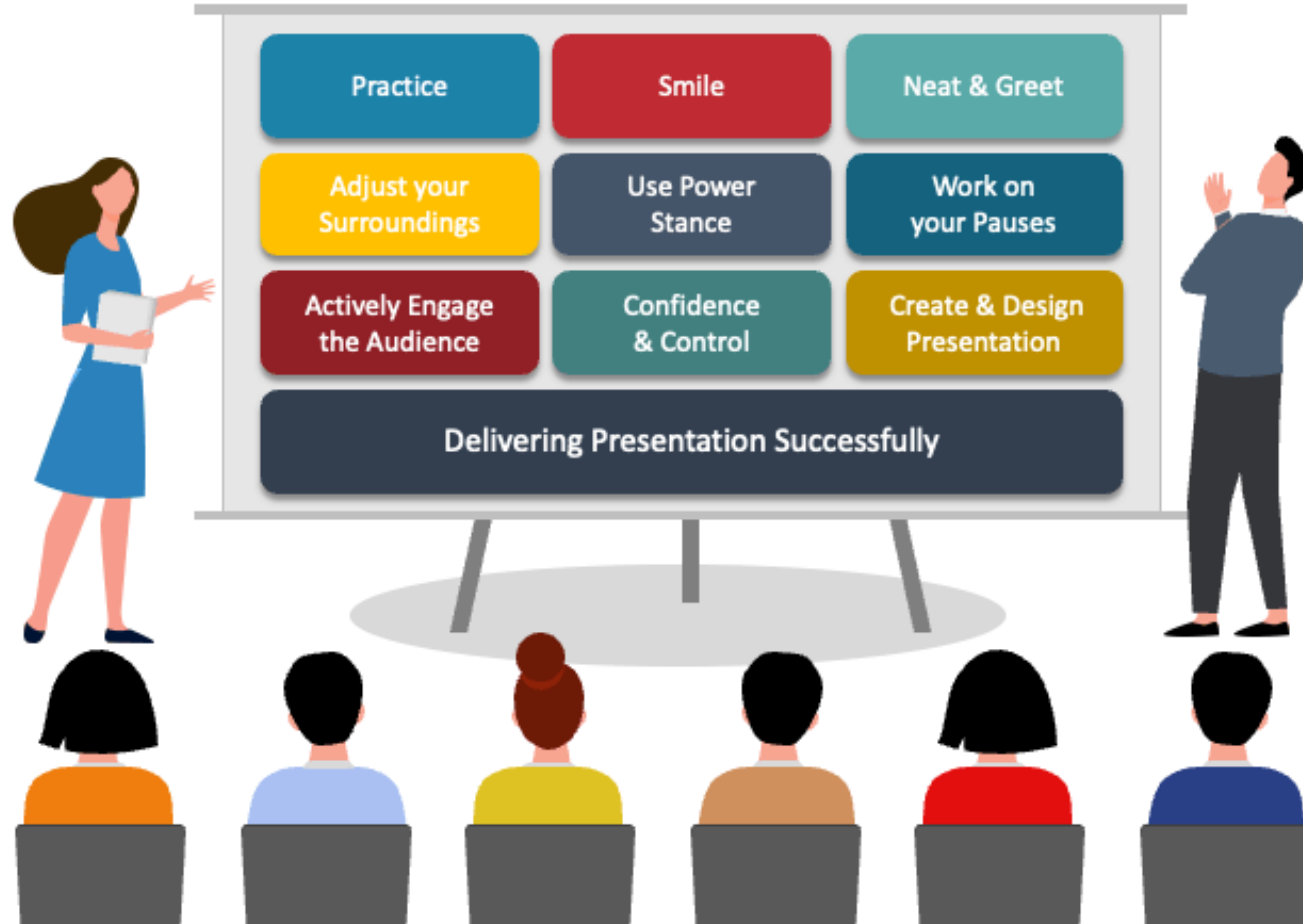 Practice
Smile
Neat & Greet
Adjust your
Surroundings
Use Power
Stance
Work on
your Pauses
Actively Engage
the Audience
Confidence
& Control
Create & Design
Presentation
Delivering Presentation Successfully